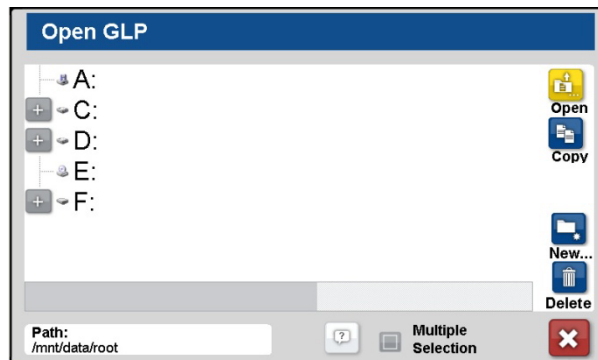 Open GLP
A:
C:
D:
E:
F:
Open
Copy
New...
Delete
Path:
/mnt/data/root
Multiple
Selection